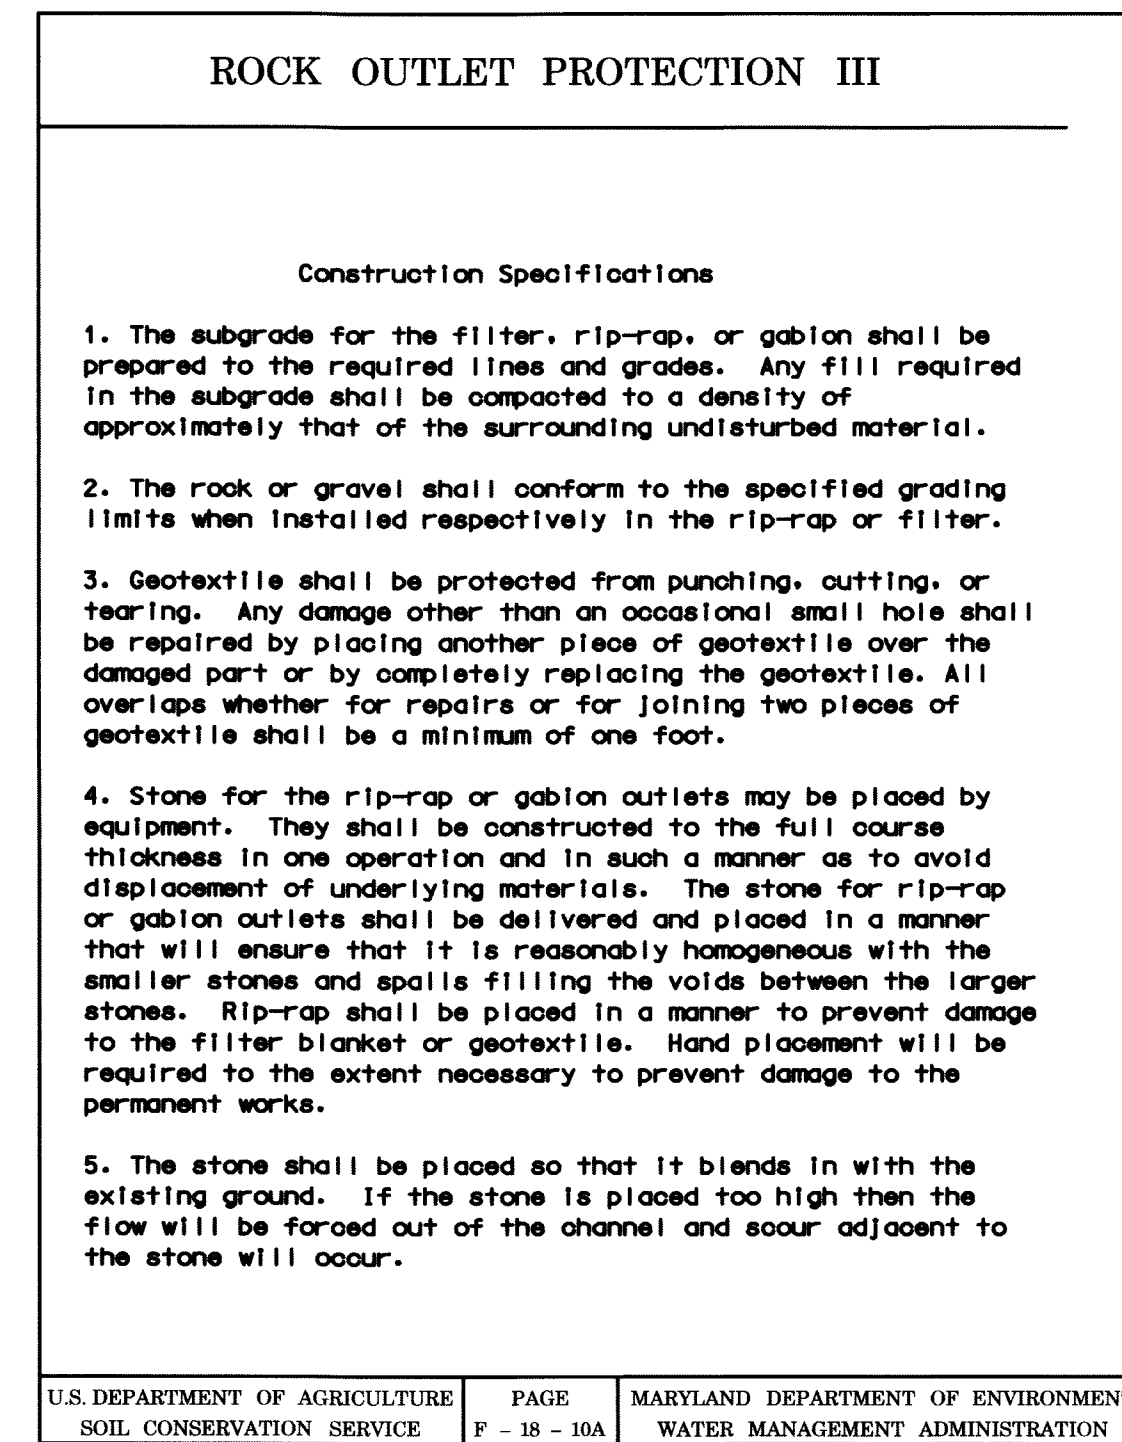 ROCK OUTLET PROTECTION III
Construction Specifications
1. The subgrade for the filter, rip-rap, or gabion shall be
prepared to the required lines and grades. Any fill required
in the subgrade shall be compacted to a density of
approximately that of the surrounding undisturbed material.
2. The rock or gravel shall conform to the specified grading
limits when installed respectively in the rip-rap or filter.
3. Geotextile shall be protected from punching, cutting, or
tearing. Any damage other than an occasional small hole shall
be repaired by placing another piece of geotextile over the
damaged part or by completely replacing the geotextile. All
overlaps whether for repairs or for joining two pieces of
geotextile shall be a minimum of one foot.
4. Stone for the rip-rap or gabion outlets may be placed by
equipment. They shall be constructed to the full course
thickness in one operation and in such a manner as to avoid
displacement of underlying materials. The stone for rip-rap
or gabion outlets shall be delivered and placed in a manner
that will ensure that it is reasonably homogeneous with the
smaller stones and spalls filling the voids between the larger
stones. Rip-rap shall be placed in a manner to prevent damage
to the filter blanket or geotextile. Hand placement will be
required to the extent necessary to prevent damage to the
permanent works.
5. The stone shall be placed so that it blends in with the
existing ground. If the stone is placed too high then the
flow will be forced out of the channel and scour adjacent to
the stone will occur.
U.S. DEPARTMENT OF AGRICULTURE
SOIL CONSERVATION SERVICE
PAGE
F - 18 - 10A
MARYLAND DEPARTMENT OF ENVIRONMEN
WATER MANAGEMENT ADMINISTRATION